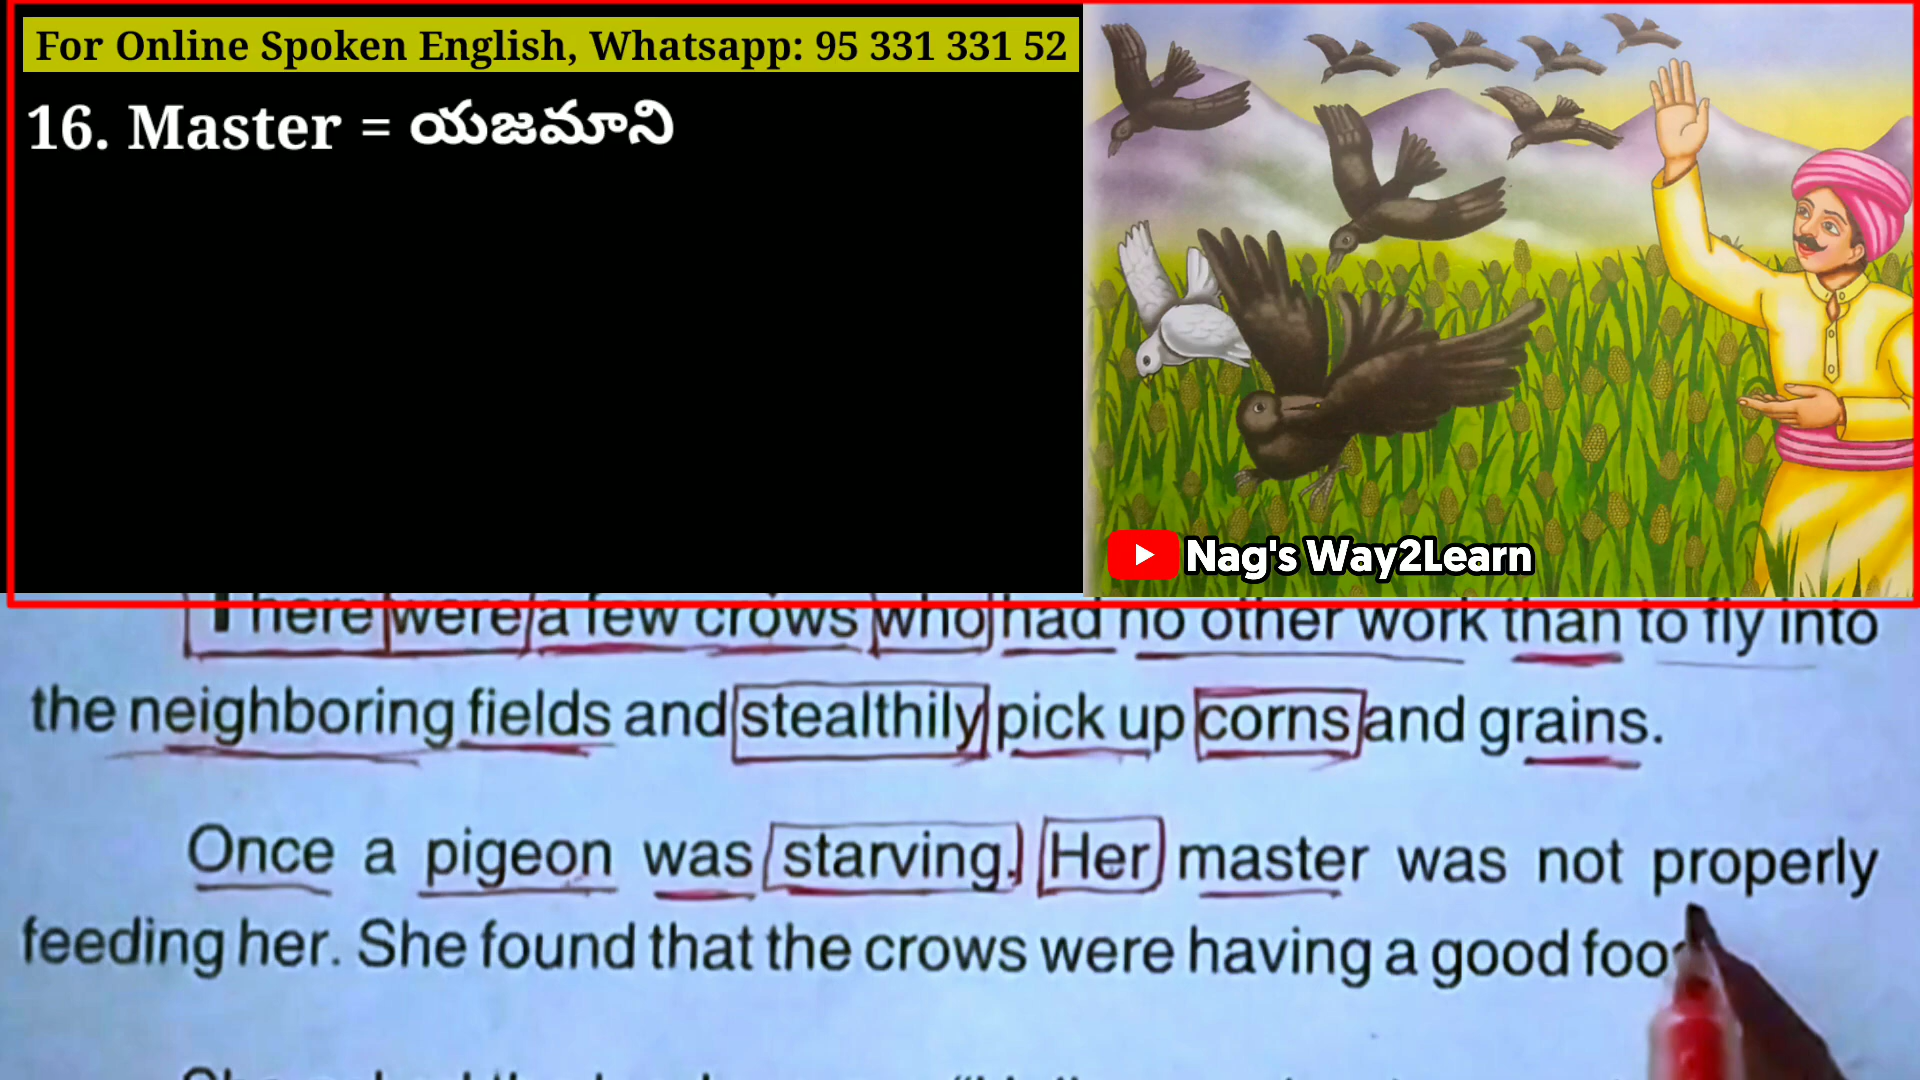 For Online Spoken English, Whatsapp: 95 331 331 52
16. Master = యజమాని
Nag's Way2Learn
There were a few crows who had no other work than to fly into
the neighboring fields and stealthily pick up corns and grains.
Once a pigeon was starving. Her master was not properly
feeding her. She found that the crows were having a good